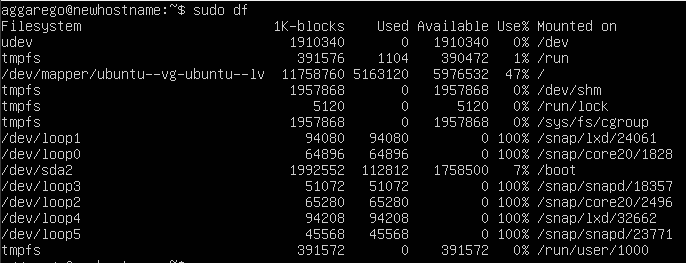 aggarego@newhostname:~$ sudo df
Filesystem                        1K-blocks    Used Available Use% Mounted on
udev                                1910340       0   1910340   0% /dev
tmpfs                                391576    1104    390472   1% /run
/dev/mapper/ubuntu--vg-ubuntu--lv  11758760 5163120   5976532  47% /
tmpfs                               1957868       0   1957868   0% /dev/shm
tmpfs                                  5120       0      5120   0% /run/lock
tmpfs                               1957868       0   1957868   0% /sys/fs/cgroup
/dev/loop1                            94080   94080         0 100% /snap/lxd/24061
/dev/loop0                            64896   64896         0 100% /snap/core20/1828
/dev/sda2                           1992552  112812   1758500   7% /boot
/dev/loop3                            51072   51072         0 100% /snap/snapd/18357
/dev/loop2                            65280   65280         0 100% /snap/core20/2496
/dev/loop4                            94208   94208         0 100% /snap/lxd/32662
/dev/loop5                            45568   45568         0 100% /snap/snapd/23771
tmpfs                                391572       0    391572   0% /run/user/1000